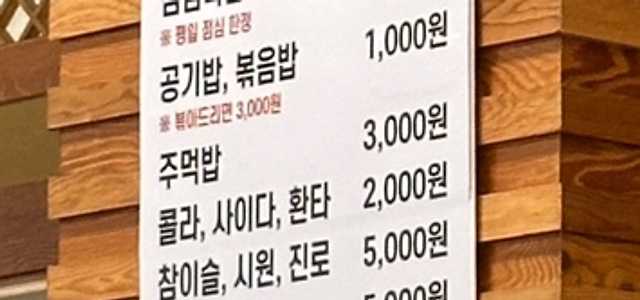 ※ 평일 점심 한정
공기밥, 볶음밥 1,000원
※ 볶아드리면 3,000원
주먹밥 3,000원
콜라, 사이다, 환타 2,000원
참이슬, 시원, 진로 5,000원